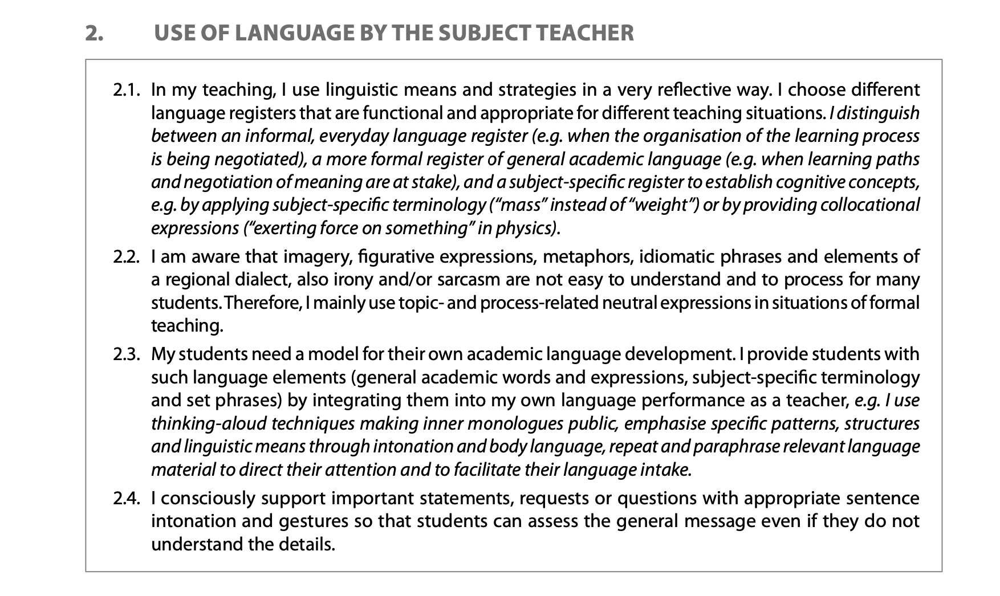 2. USE OF LANGUAGE BY THE SUBJECT TEACHER
2.1. In my teaching, I use linguistic means and strategies in a very reflective way. I choose different
language registers that are functional and appropriate for different teaching situations. I distinguish
between an informal, everyday language register (e.g. when the organisation of the learning process
is being negotiated), a more formal register of general academic language (e.g. when learning paths
and negotiation of meaning are at stake), and a subject-specific register to establish cognitive concepts,
e.g. by applying subject-specific terminology (“mass” instead of “weight”) or by providing collocational
expressions (“exerting force on something” in physics).
2.2. I am aware that imagery, figurative expressions, metaphors, idiomatic phrases and elements of
a regional dialect, also irony and/or sarcasm are not easy to understand and to process for many
students. Therefore, I mainly use topic- and process-related neutral expressions in situations of formal
teaching.
2.3. My students need a model for their own academic language development. I provide students with
such language elements (general academic words and expressions, subject-specific terminology
and set phrases) by integrating them into my own language performance as a teacher, e.g. I use
thinking-aloud techniques making inner monologues public, emphasise specific patterns, structures
and linguistic means through intonation and body language, repeat and paraphrase relevant language
material to direct their attention and to facilitate their language intake.
2.4. I consciously support important statements, requests or questions with appropriate sentence
intonation and gestures so that students can assess the general message even if they do not
understand the details.